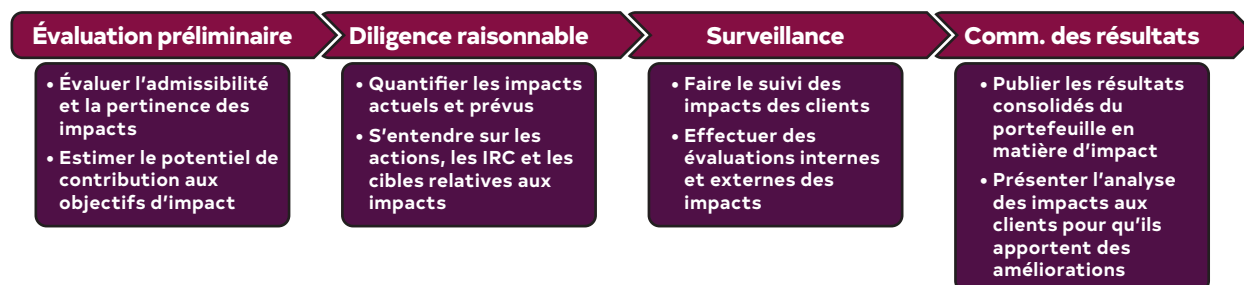 Évaluation préliminaire
Diligence raisonnable
Surveillance
Comm. des résultats
• Évaluer l'admissibilité
et la pertinence des
impacts
• Estimer le potentiel de
contribution aux
objectifs d'impact
• Quantifier les impacts
actuels et prévus
• S'entendre sur les
actions, les IRC et les
cibles relatives aux
impacts
• Faire le suivi des
impacts des clients
• Effectuer des
évaluations internes
et externes des
impacts
• Publier les résultats
consolidés du
portefeuille en
matière d'impact
• Présenter l'analyse
des impacts aux
clients pour qu'ils
apportent des
améliorations